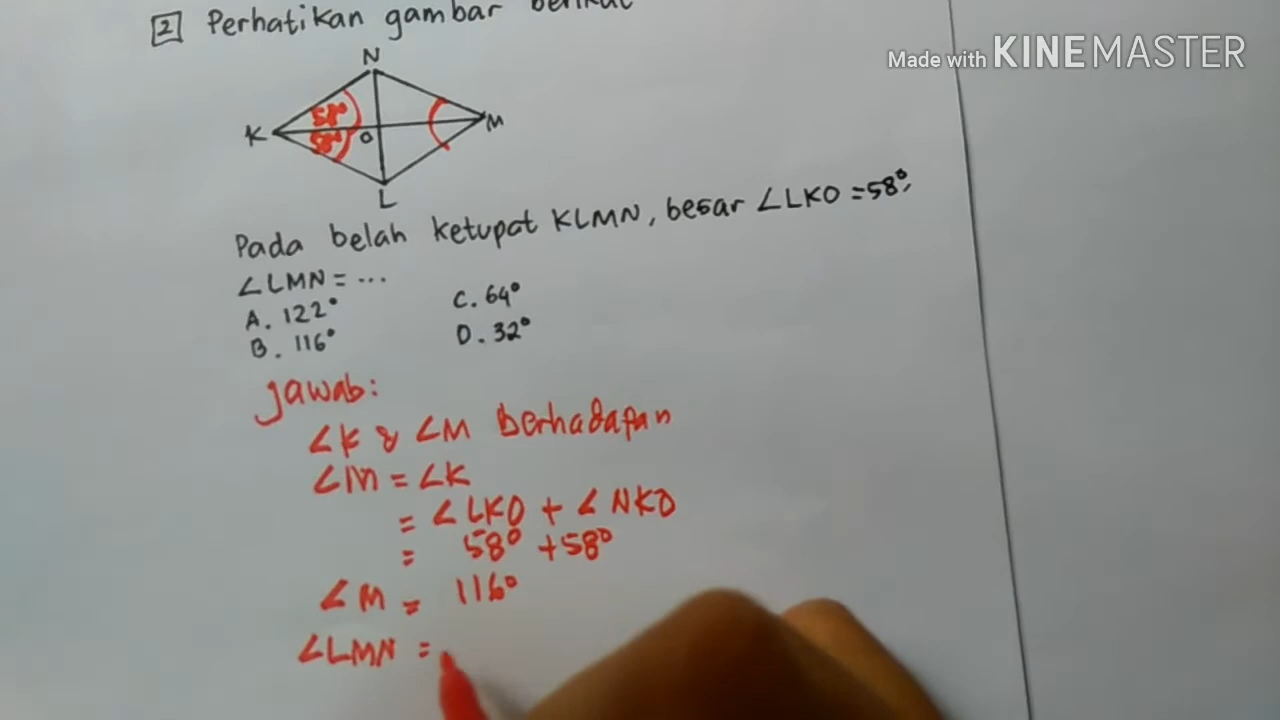 Made with KINEMASTER
2 Perhatikan gambar berikut
N
58°
K
O
M
58°
L
Pada belah ketupat KLMN, besar ∠LKO = 58°,
∠LMN = ...
A. 122° C. 64°
B. 116° D. 32°
Jawab:
∠K & ∠M Berhadapan
∠M = ∠K
= ∠LKO + ∠NKO
= 58° + 58°
∠M = 116°
∠LMN =